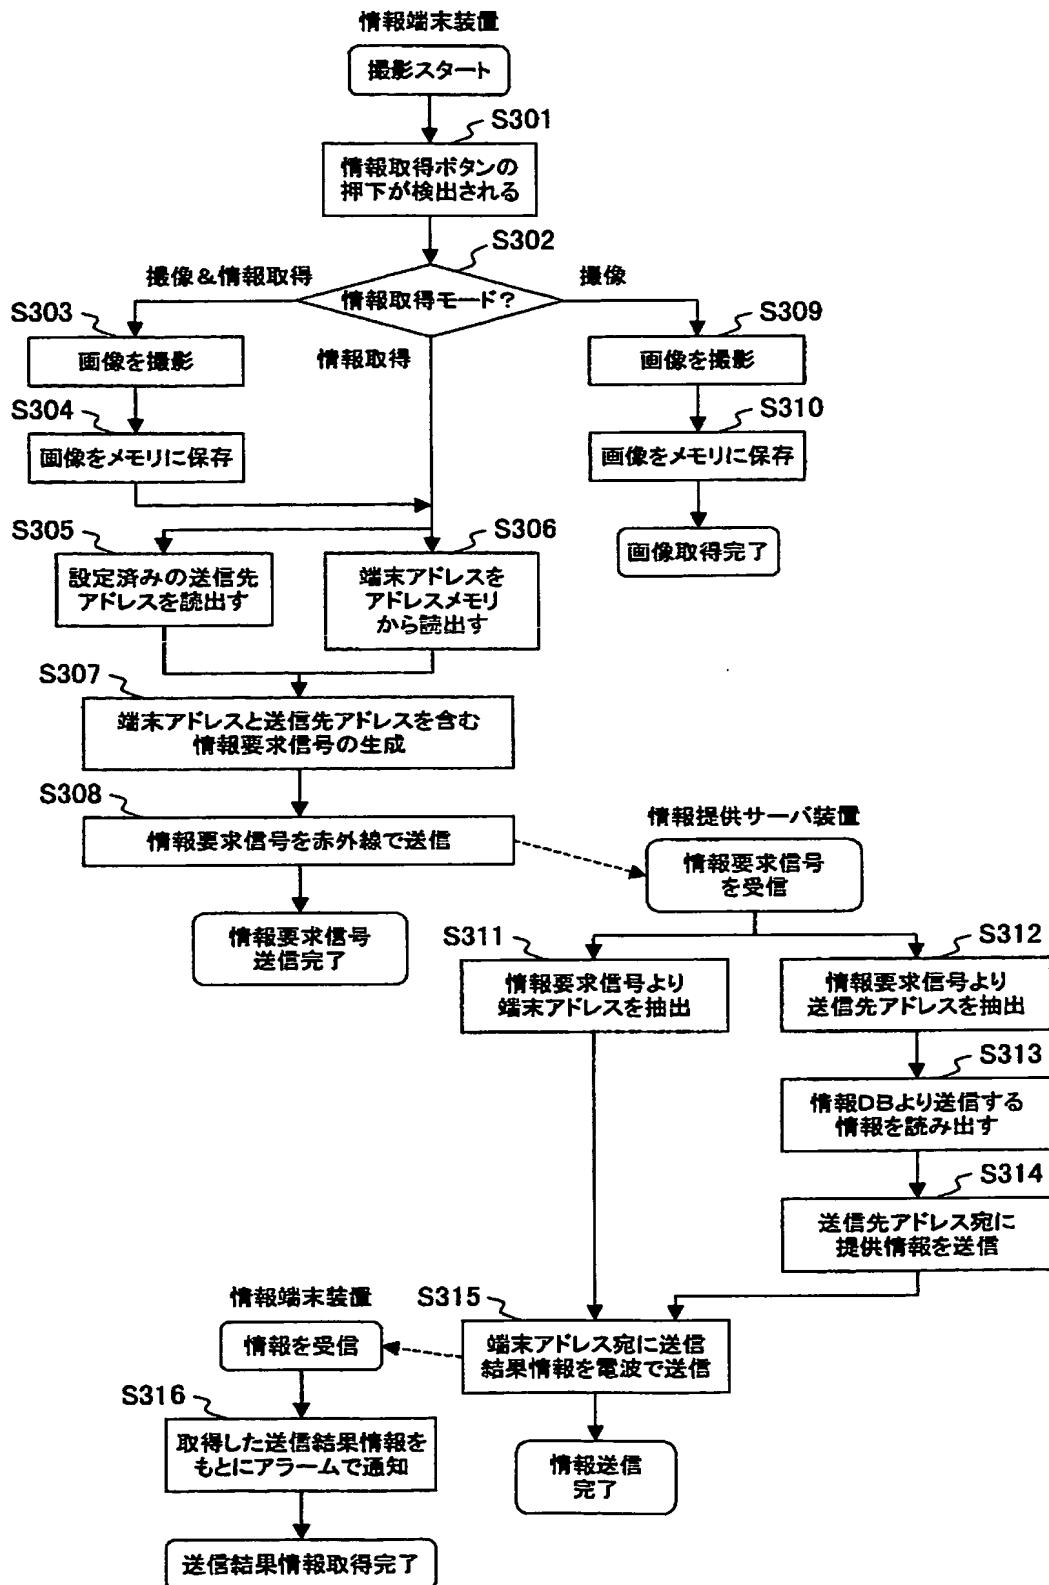 情報端末装置
撮影スタート
S301
情報取得ボタンの
押下が検出される
S302
撮像＆情報取得
情報取得モード？
撮像
情報取得
S303
画像を撮影
S304
画像をメモリに保存
S309
画像を撮影
S310
画像をメモリに保存
画像取得完了
S305
設定済みの送信先
アドレスを読出す
S306
端末アドレスを
アドレスメモリ
から読出す
S307
端末アドレスと送信先アドレスを含む
情報要求信号の生成
S308
情報要求信号を赤外線で送信
情報要求信号
送信完了
情報提供サーバ装置
情報要求信号
を受信
S311
情報要求信号より
端末アドレスを抽出
S312
情報要求信号より
送信先アドレスを抽出
S313
情報DBより送信する
情報を読み出す
S314
送信先アドレス宛に
提供情報を送信
S315
端末アドレス宛に送信
結果情報を電波で送信
情報送信
完了
情報端末装置
情報を受信
S316
取得した送信結果情報を
もとにアラームで通知
送信結果情報取得完了